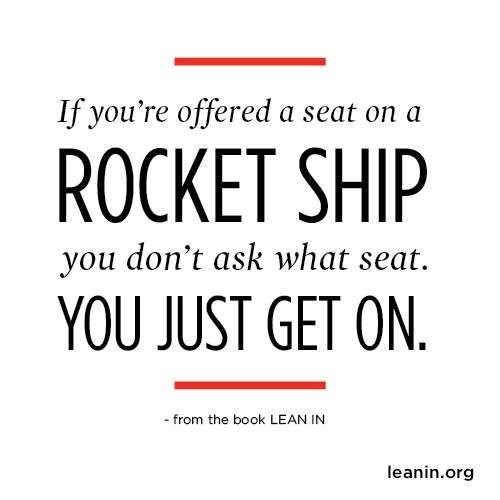 If you’re offered a seat on a
ROCKET SHIP
you don’t ask what seat.
YOU JUST GET ON.
- from the book LEAN IN
leanin.org